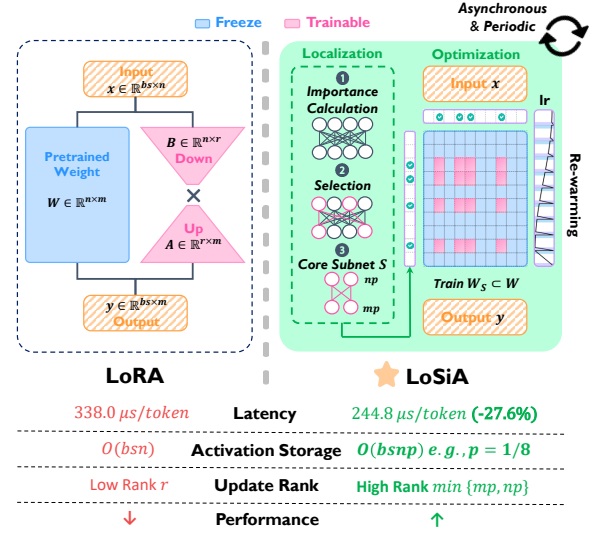 Freeze
Trainable
Asynchronous
& Periodic
Input
x ∈ ℝ^{bs×n}
Pretrained
Weight
W ∈ ℝ^{n×m}
B ∈ ℝ^{n×r}
Down
×
Up
A ∈ ℝ^{r×m}
y ∈ ℝ^{bs×m}
Output
Localization
1
Importance
Calculation
2
Selection
3
Core Subnet S
np
mp
Optimization
Input x
lr
Re-warming
Train W_S ⊂ W
Output y
LoRA
LoSiA
338.0 μs/token
Latency
244.8 μs/token (-27.6%)
O(bsn)
Activation Storage
O(bsnp) e.g., p = 1/8
Low Rank r
Update Rank
High Rank min {mp, np}
↓
Performance
↑